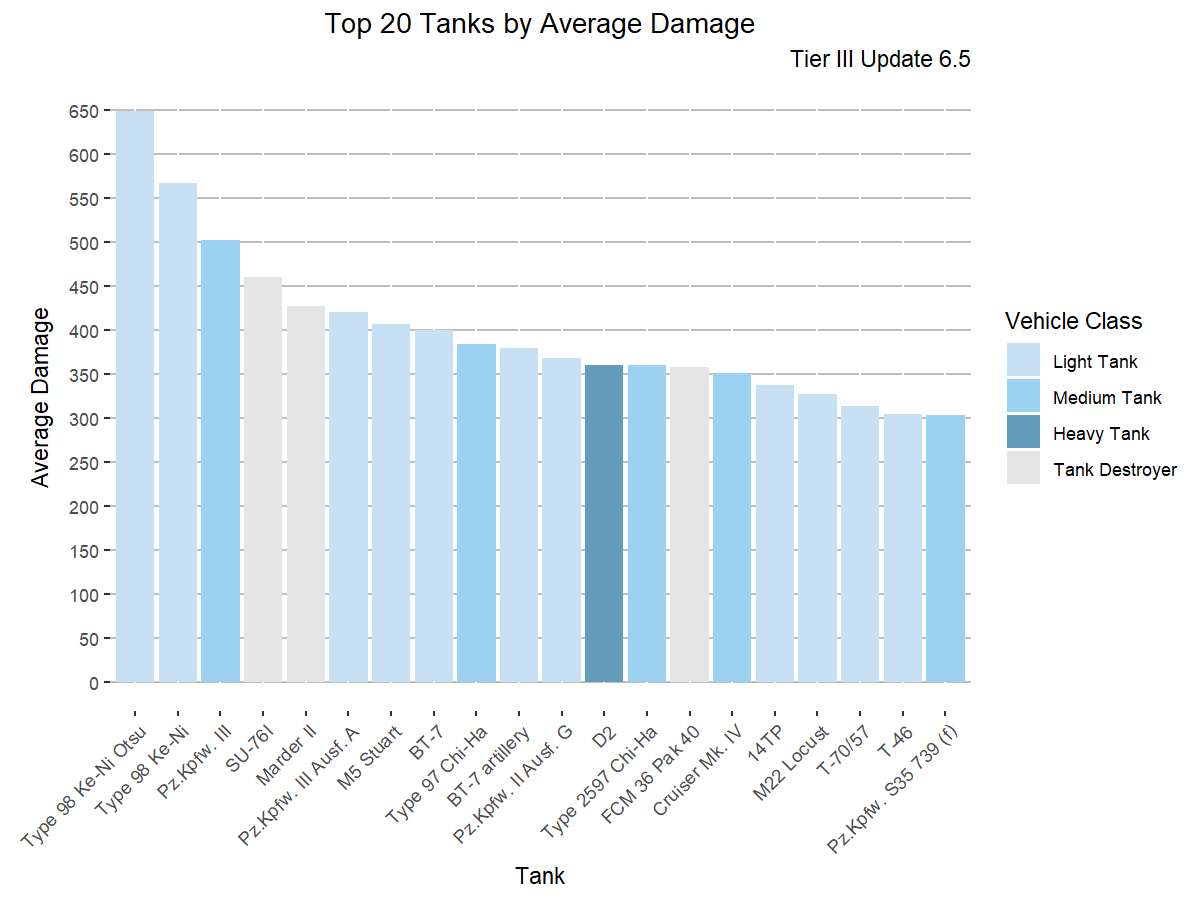 Top 20 Tanks by Average Damage
Tier III Update 6.5
Average Damage
650
600
550
500
450
400
350
300
250
200
150
100
50
0
Type 98 Ke-Ni Otsu
Type 98 Ke-Ni
Pz.Kpfw. III
SU-76I
Marder II
Pz.Kpfw. III Ausf. A
M5 Stuart
BT-7
Type 97 Chi-Ha
BT-7 artillery
Pz.Kpfw. II Ausf. G
D2
Type 2597 Chi-Ha
FCM 36 Pak 40
Cruiser Mk. IV
14TP
M22 Locust
T-70/57
T-46
Pz.Kpfw. S35 739 (f)
Tank
Vehicle Class
Light Tank
Medium Tank
Heavy Tank
Tank Destroyer